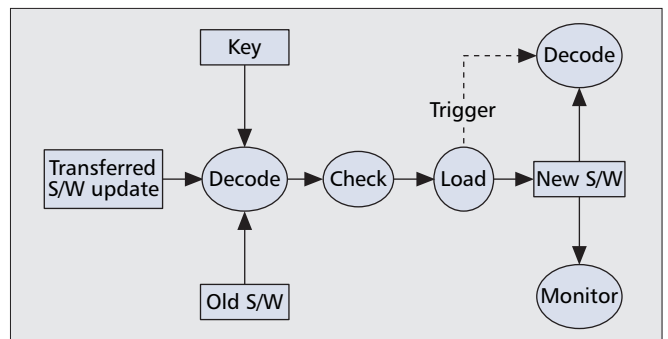 Key
Decode
Trigger
Transferred
S/W update
Decode
Check
Load
New S/W
Old S/W
Monitor